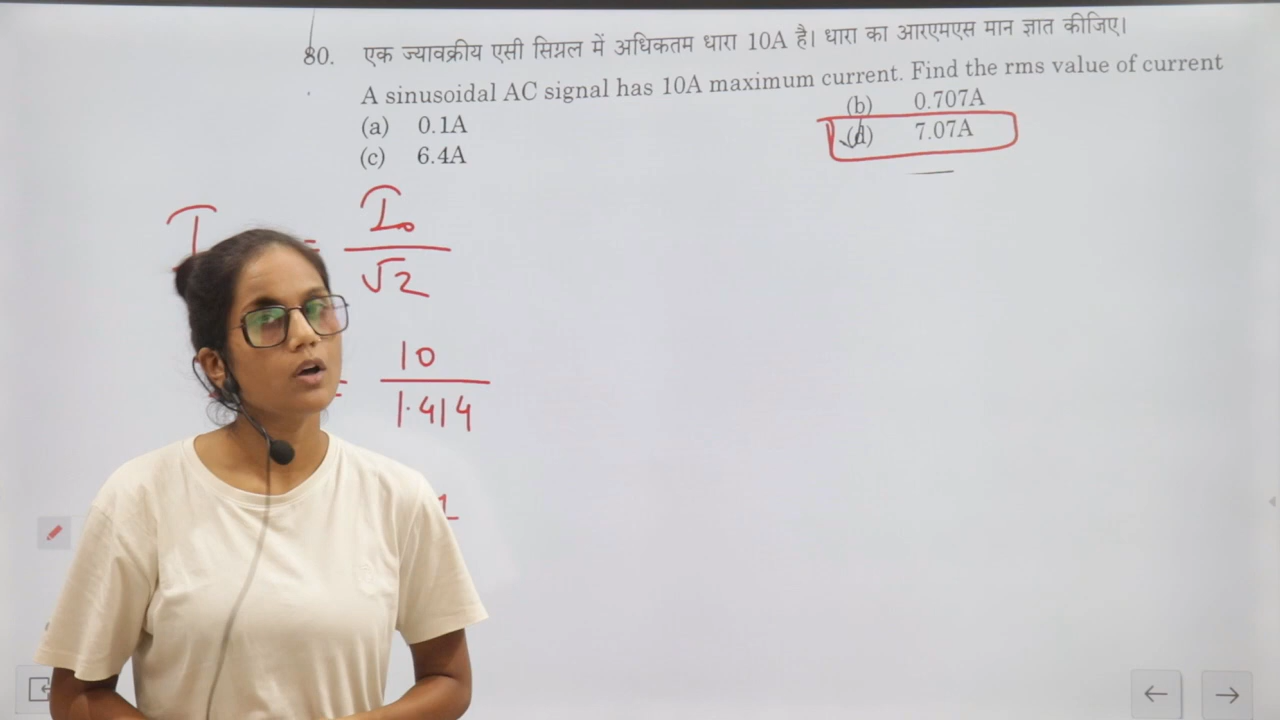 80. एक ज्यावक्रीय एसी सिग्नल में अधिकतम धारा 10A है। धारा का आरएमएस मान ज्ञात कीजिए।
A sinusoidal AC signal has 10A maximum current. Find the rms value of current
(a) 0.1A (b) 0.707A
(c) 6.4A (d) 7.07A
I = I₀
√2
= 10
1.414